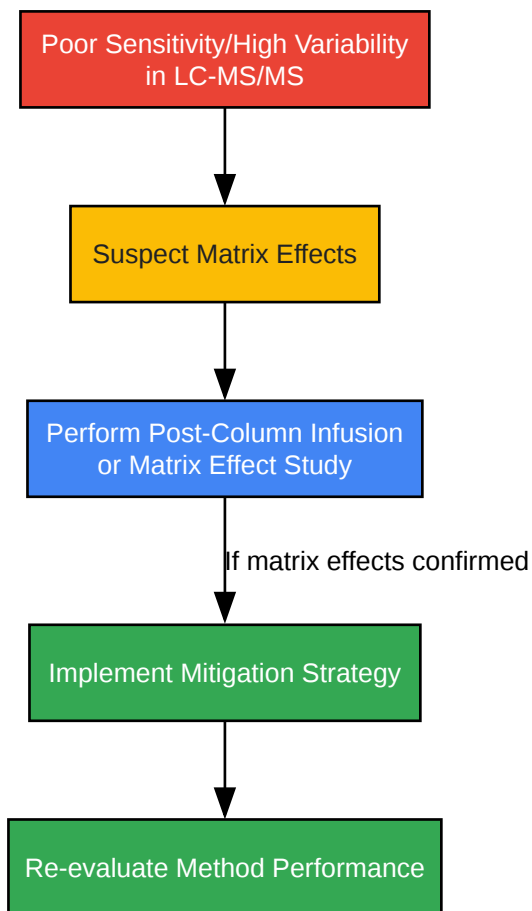 Poor Sensitivity/High Variability
in LC-MS/MS
Suspect Matrix Effects
Perform Post-Column Infusion
or Matrix Effect Study
If matrix effects confirmed
Implement Mitigation Strategy
Re-evaluate Method Performance